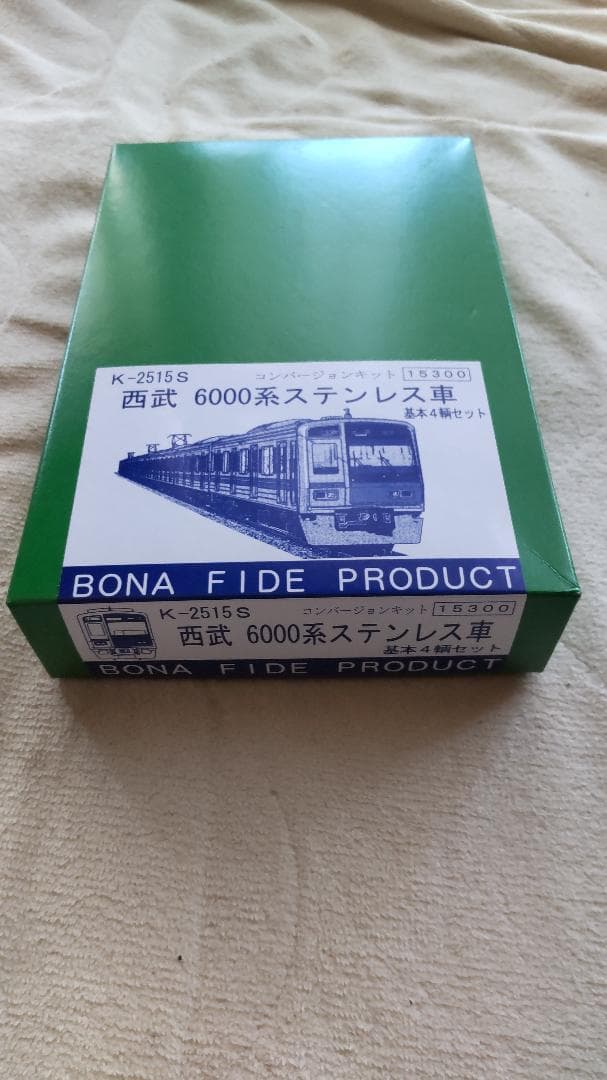 K-2515S コンバージョンキット 15300
西武 6000系ステンレス車
基本4輌セット
BONA FIDE PRODUCT
K-2515S コンバージョンキット 15300
西武 6000系ステンレス車
基本4輌セット
BONA FIDE PRODUCT